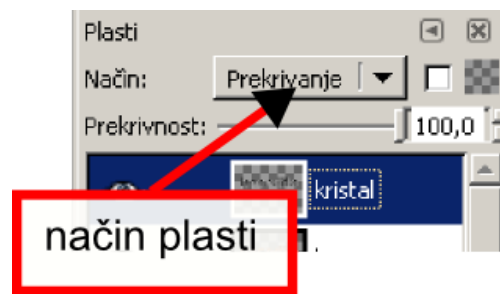 Plasti
Način: Prekrivanje
Prekrivnost: 100,0
kristal
način plasti